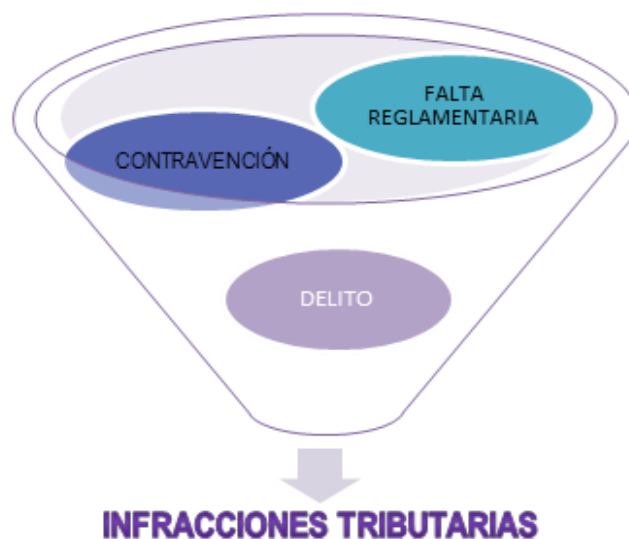 FALTA
REGLAMENTARIA
CONTRAVENCIÓN
DELITO
INFRACCIONES TRIBUTARIAS